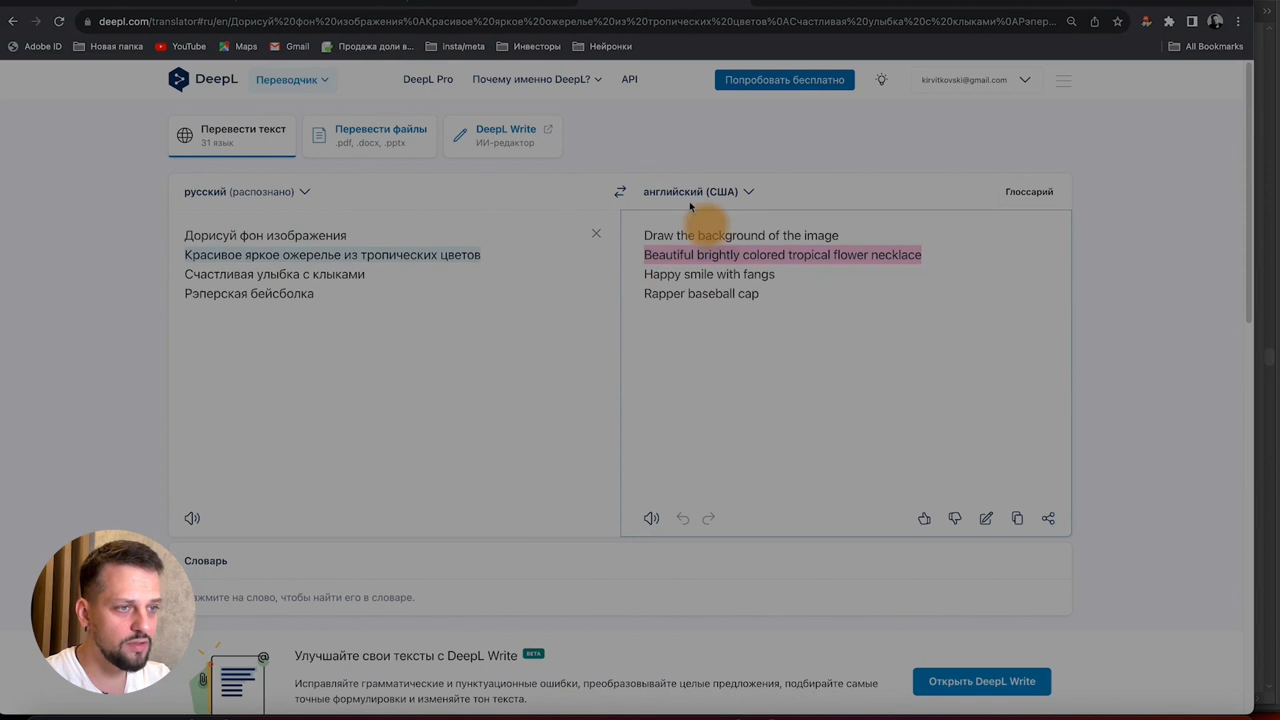 deepl.com/translator#ru/en/Дорисуй%20фон%20изображения%0AКрасивое%20яркое%20ожерелье%20из%20тропических%20цветов%0AСчастливая%20улыбка%20с%20клыками%0AРэпер...
Adobe ID Новая папка YouTube Maps Gmail Продажа доли в... insta/meta Инвесторы Нейронки All Bookmarks
DeepL Переводчик DeepL Pro Почему именно DeepL? API Попробовать бесплатно kirvitkovski@gmail.com
Перевести текст
31 язык
Перевести файлы
.pdf, .docx, .pptx
DeepL Write
ИИ-редактор
русский (распознано)
английский (США)
Глоссарий
Дорисуй фон изображения
Красивое яркое ожерелье из тропических цветов
Счастливая улыбка с клыками
Рэперская бейсболка
Draw the background of the image
Beautiful brightly colored tropical flower necklace
Happy smile with fangs
Rapper baseball cap
Словарь
на слово, чтобы найти его в словаре.
Улучшайте свои тексты с DeepL Write BETA
Исправляйте грамматические и пунктуационные ошибки, преобразовывайте целые предложения, подбирайте самые
точные формулировки и изменяйте тон текста.
Открыть DeepL Write